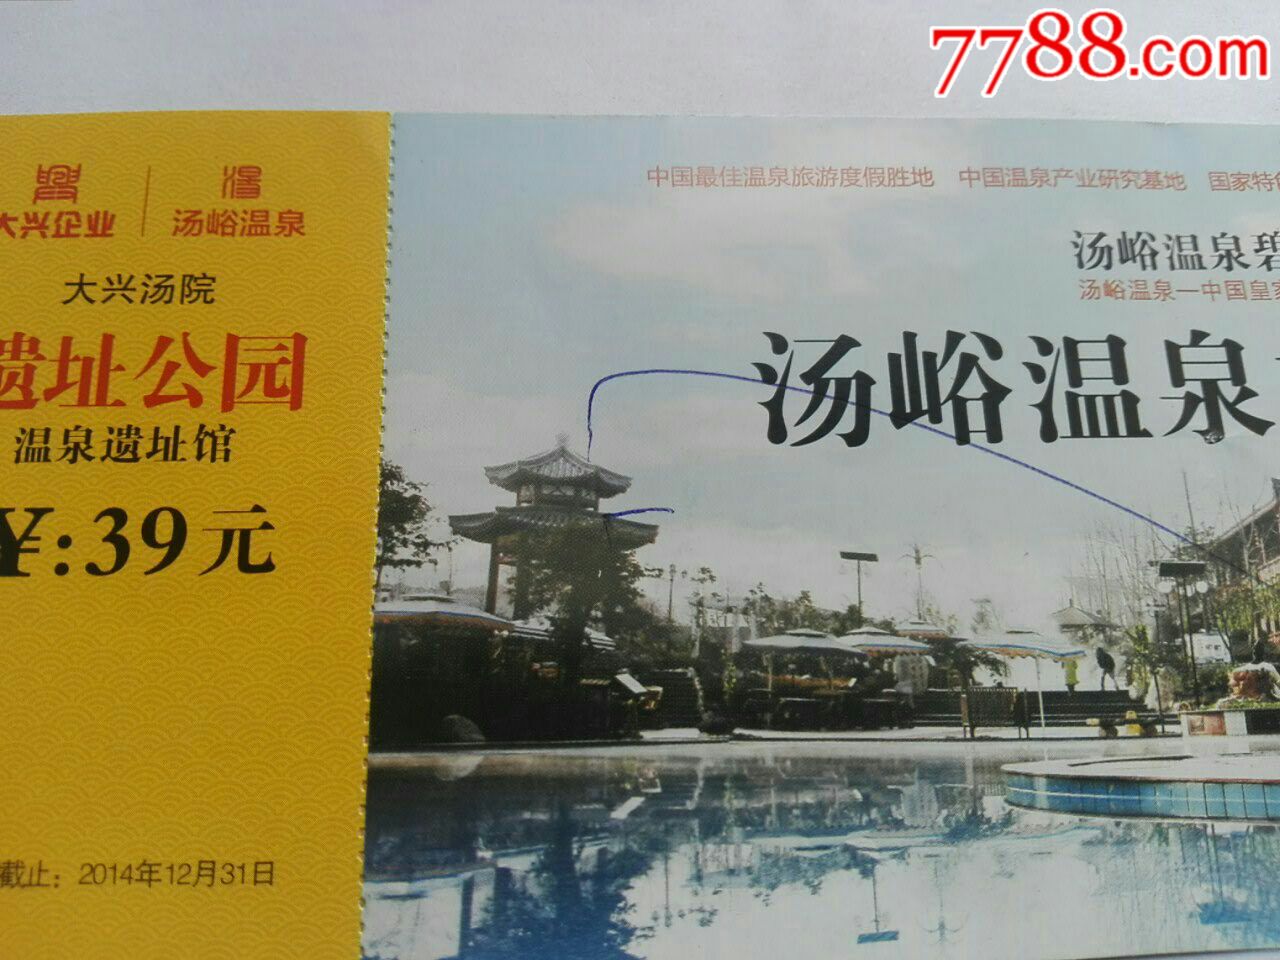 7788.com
大兴企业
汤峪温泉
大兴汤院
遗址公园
温泉遗址馆
¥:39元
截止：2014年12月31日
中国最佳温泉旅游度假胜地 中国温泉产业研究基地 国家特
汤峪温泉碧
汤峪温泉—中国皇家
汤峪温泉